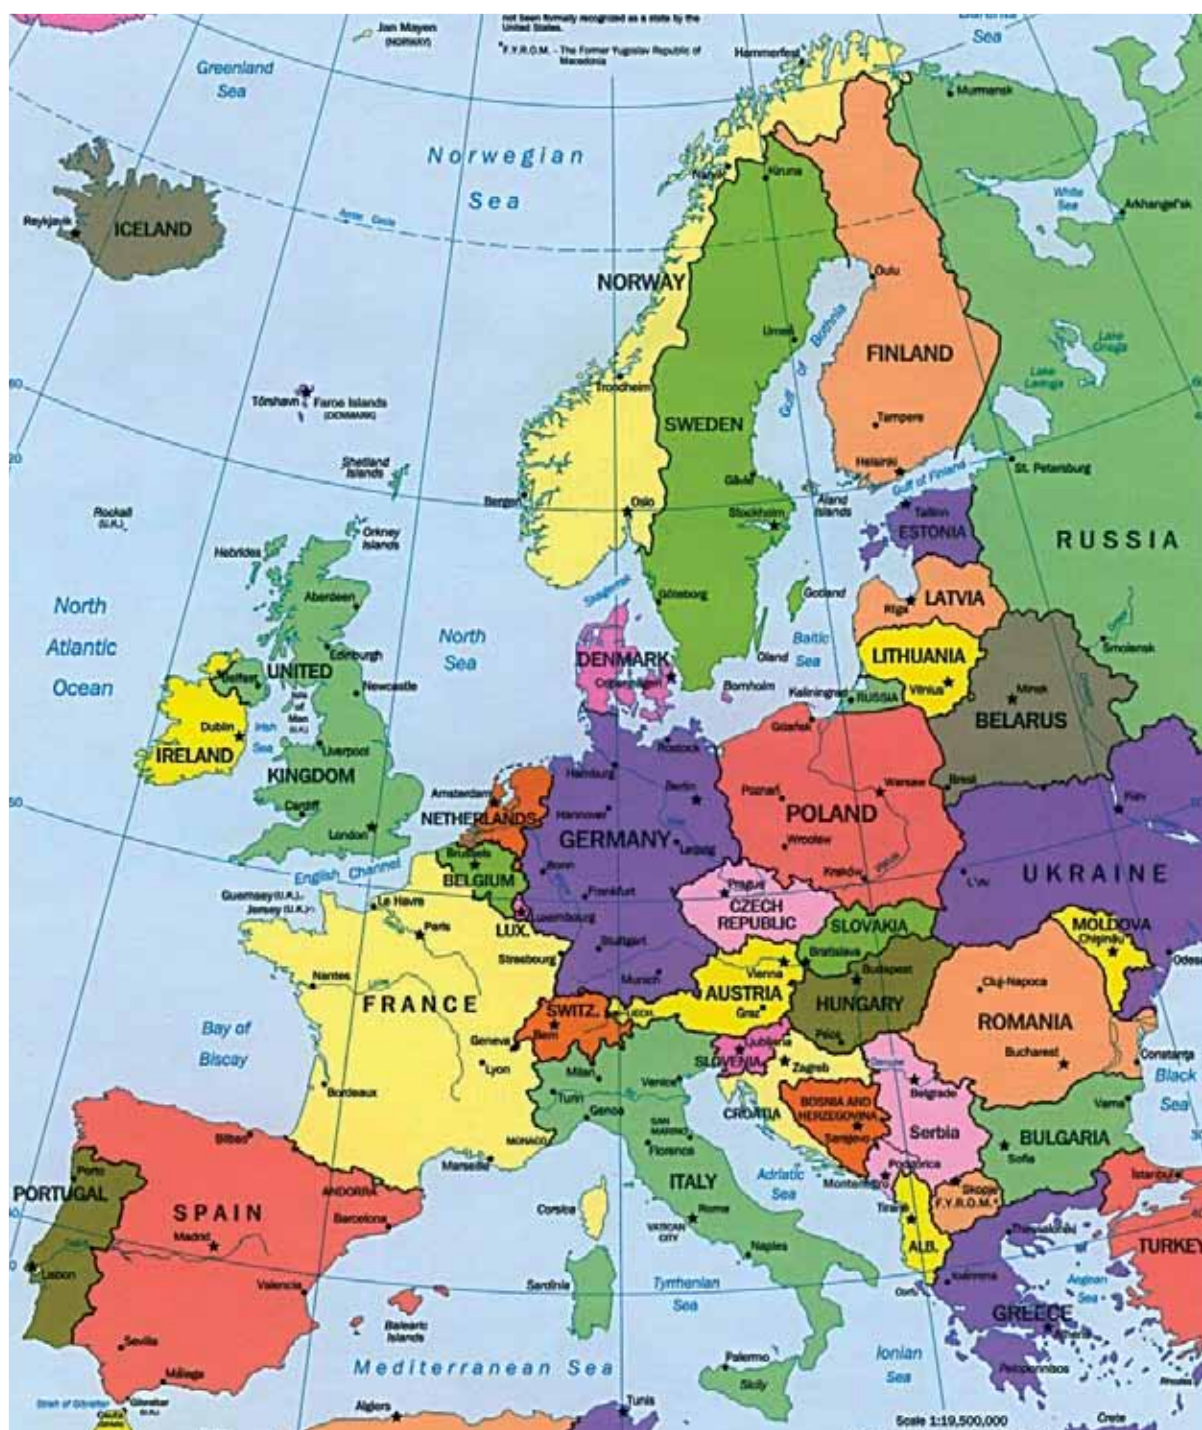 not been formally recognized as a state by the
United States.
F.Y.R.O.M. - The Former Yugoslav Republic of
Macedonia
Jan Mayen
(NORWAY)
Hammerfest
Sea
Greenland
Sea
Murmansk
Norwegian
Sea
Narvik
Kiruna
White
Sea
Arkhangel'sk
Reykjavik
ICELAND
Arctic Circle
NORWAY
Oulu
Umeå
Gulf of Bothnia
FINLAND
Lake
Onega
Lake
Ladoga
Trondheim
Tórshavn
Faroe Islands
(DENMARK)
SWEDEN
Tampere
60
20
Shetland
Islands
Helsinki
Gulf of Finland
St. Petersburg
Bergen
Oslo
Gävle
Åland
Islands
Rockall
(U.K.)
Orkney
Islands
Stockholm
Tallinn
ESTONIA
RUSSIA
Hebrides
Aberdeen
Skagerrak
Göteborg
Gotland
Riga
LATVIA
North
Atlantic
Ocean
North
Sea
Baltic
Sea
Smolensk
Edinburgh
UNITED
KINGDOM
DENMARK
Copenhagen
Öland
LITHUANIA
Vilnius
Belfast
Newcastle
Isle
of
Man
(U.K.)
Bornholm
Kaliningrad
RUSSIA
Minsk
BELARUS
Dublin
Irish
Sea
IRELAND
Liverpool
Gdańsk
Rostock
Hamburg
Berlin
Brest
Cardiff
London
Amsterdam
NETHERLANDS
Hannover
GERMANY
Leipzig
Poznań
Warsaw
POLAND
Wrocław
Kiev
50
English Channel
Brussels
BELGIUM
Bonn
Frankfurt
Prague
CZECH
REPUBLIC
Kraków
L'viv
UKRAINE
Guernsey (U.K.)
Jersey (U.K.)
Le Havre
Paris
Luxembourg
LUX.
Stuttgart
Strasbourg
Munich
SLOVAKIA
Bratislava
MOLDOVA
Chişinău
Odesa
Vienna
AUSTRIA
Graz
Budapest
HUNGARY
Pécs
Cluj-Napoca
ROMANIA
Bucharest
Constanţa
Nantes
FRANCE
SWITZ.
Bern
LIECH.
Geneva
Lyon
Bay of
Biscay
Bordeaux
Milan
Turin
Venice
Genoa
Ljubljana
SLOVENIA
Zagreb
CROATIA
Danube
Belgrade
BOSNIA AND
HERZEGOVINA
Sarajevo
Serbia
Black
Sea
Varna
BULGARIA
Sofia
Bilbao
Marseille
MONACO
SAN
MARINO
Florence
Adriatic
Sea
Podgorica
Montenegro
Skopje
F.Y.R.O.M.
Istanbul
Porto
PORTUGAL
ANDORRA
SPAIN
Madrid
Barcelona
Corsica
ITALY
Rome
VATICAN
CITY
Naples
Tiranë
ALB.
Thessaloniki
TURKEY
Lisbon
Valencia
Sardinia
Tyrrhenian
Sea
Corfu
Ioannina
Aegean
Sea
GREECE
Athens
Balearic
Islands
Sevilla
Málaga
Mediterranean Sea
Palermo
Sicily
Ionian
Sea
Peloponnisos
Rhodes
Strait of Gibraltar
Gibraltar
(U.K.)
Algiers
Tunis
Scale 1:19,500,000
Crete